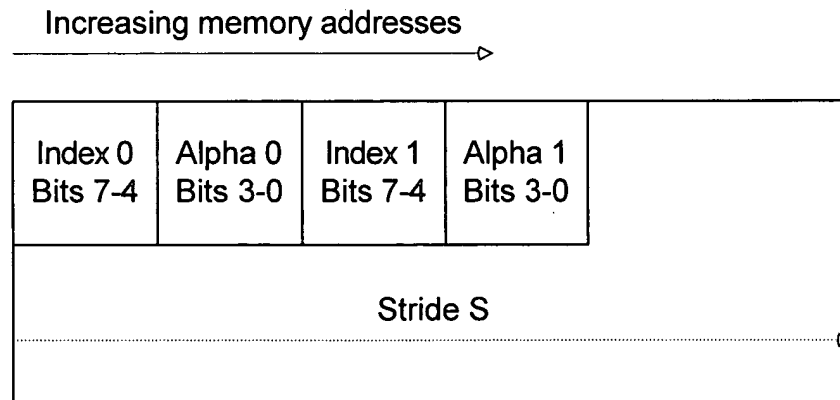 Increasing memory addresses
Index 0 Alpha 0 Index 1 Alpha 1
Bits 7-4 Bits 3-0 Bits 7-4 Bits 3-0
Stride S